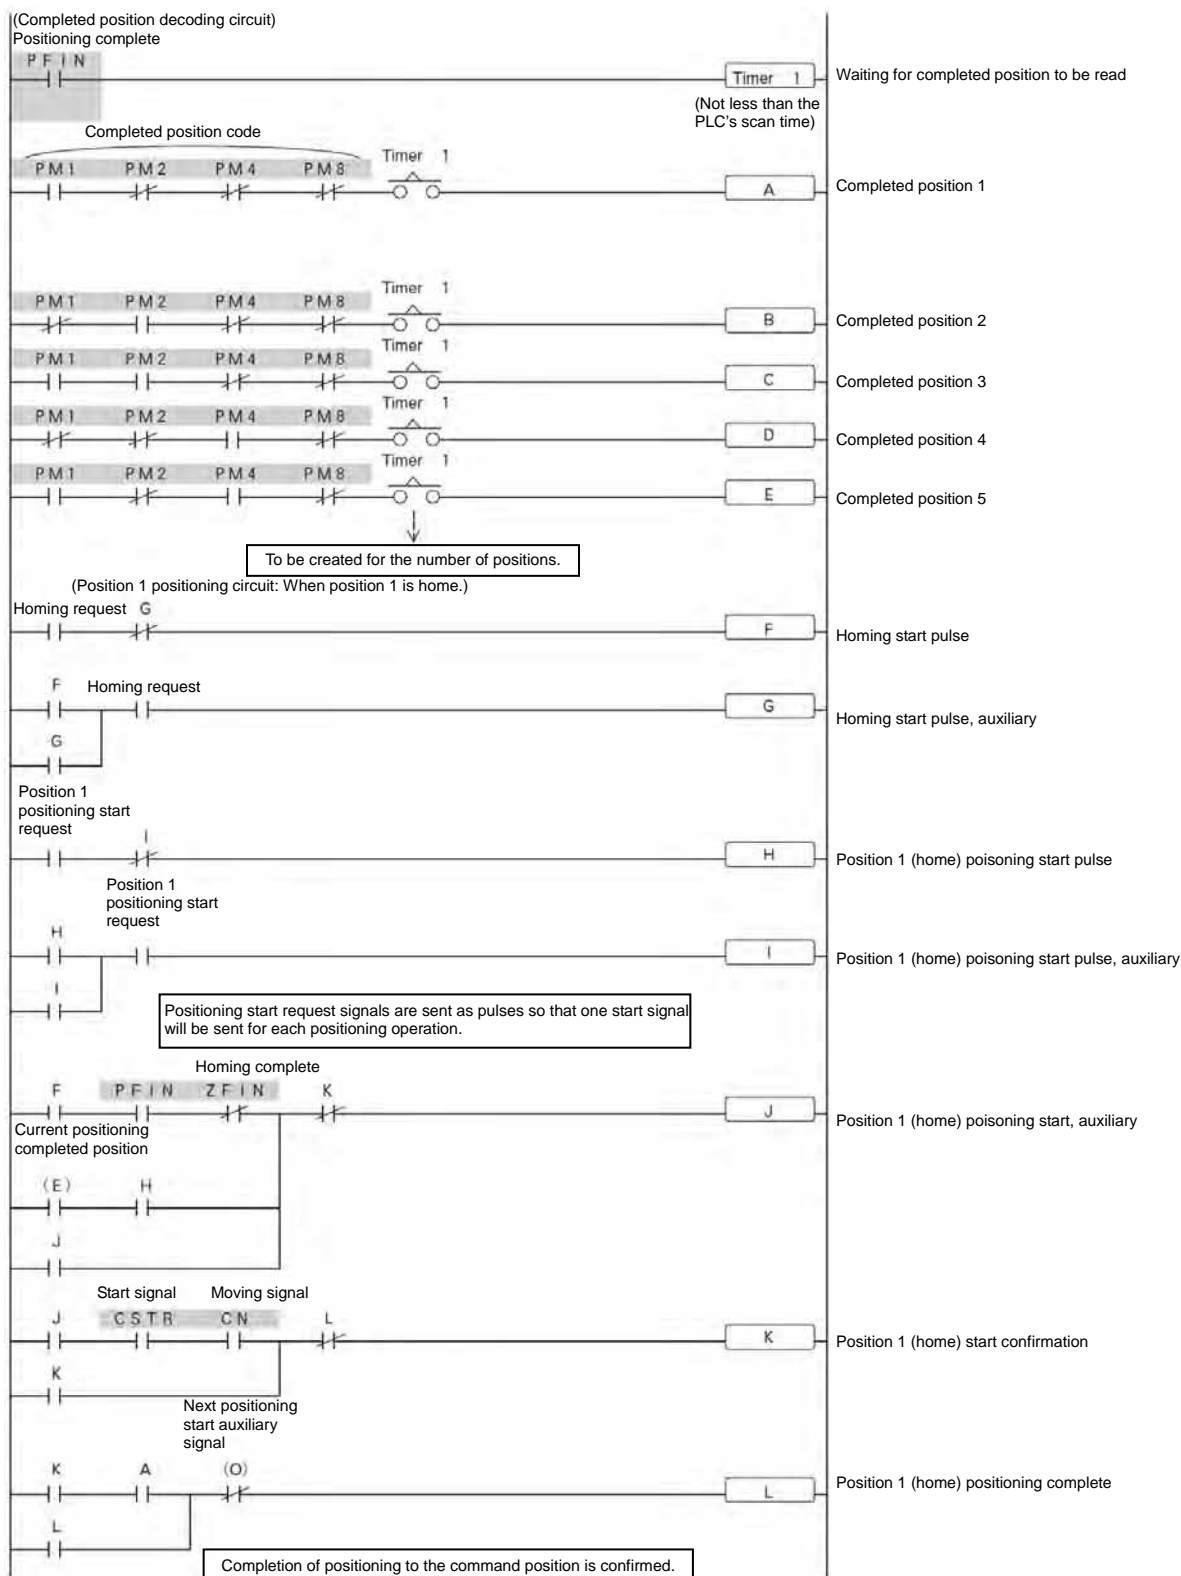 (Completed position decoding circuit)
Positioning complete
PFIN
Timer 1
Waiting for completed position to be read
(Not less than the
PLC's scan time)
Completed position code
PM1 PM2 PM4 PM8 Timer 1
A
Completed position 1
PM1 PM2 PM4 PM8 Timer 1
B
Completed position 2
PM1 PM2 PM4 PM8 Timer 1
C
Completed position 3
PM1 PM2 PM4 PM8 Timer 1
D
Completed position 4
PM1 PM2 PM4 PM8 Timer 1
E
Completed position 5
To be created for the number of positions.
(Position 1 positioning circuit: When position 1 is home.)
Homing request G
F
Homing start pulse
F Homing request
G
Homing start pulse, auxiliary
G
Position 1
positioning start
request
I
H
Position 1 (home) poisoning start pulse
Position 1
positioning start
request
H
I
Position 1 (home) poisoning start pulse, auxiliary
I
Positioning start request signals are sent as pulses so that one start signal
will be sent for each positioning operation.
Homing complete
F PFIN ZFIN K
J
Position 1 (home) poisoning start, auxiliary
Current positioning
completed position
(E) H
J
Start signal Moving signal
J CSTR CN L
K
Position 1 (home) start confirmation
K
Next positioning
start auxiliary
signal
K A (O)
L
Position 1 (home) positioning complete
L
Completion of positioning to the command position is confirmed.